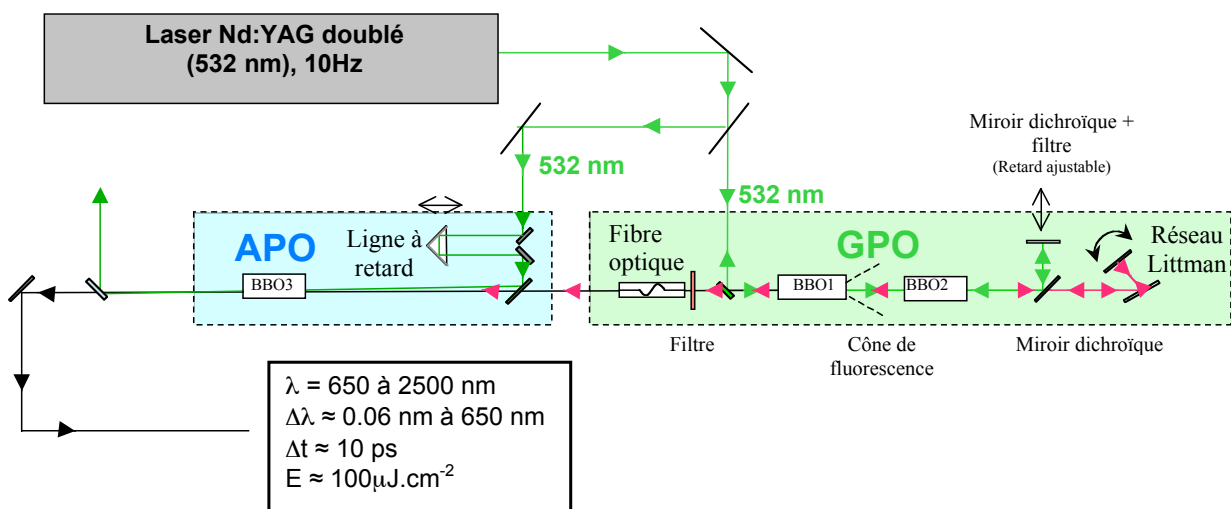 Laser Nd:YAG doublé
(532 nm), 10Hz
Miroir dichroïque +
filtre
(Retard ajustable)
532 nm
532 nm
APO
Ligne à
retard
BBO3
Fibre
optique
GPO
BBO1
BBO2
Réseau
Littman
Filtre
Cône de
fluorescence
Miroir dichroïque
λ = 650 à 2500 nm
Δλ ≈ 0.06 nm à 650 nm
Δt ≈ 10 ps
E ≈ 100μJ.cm⁻²